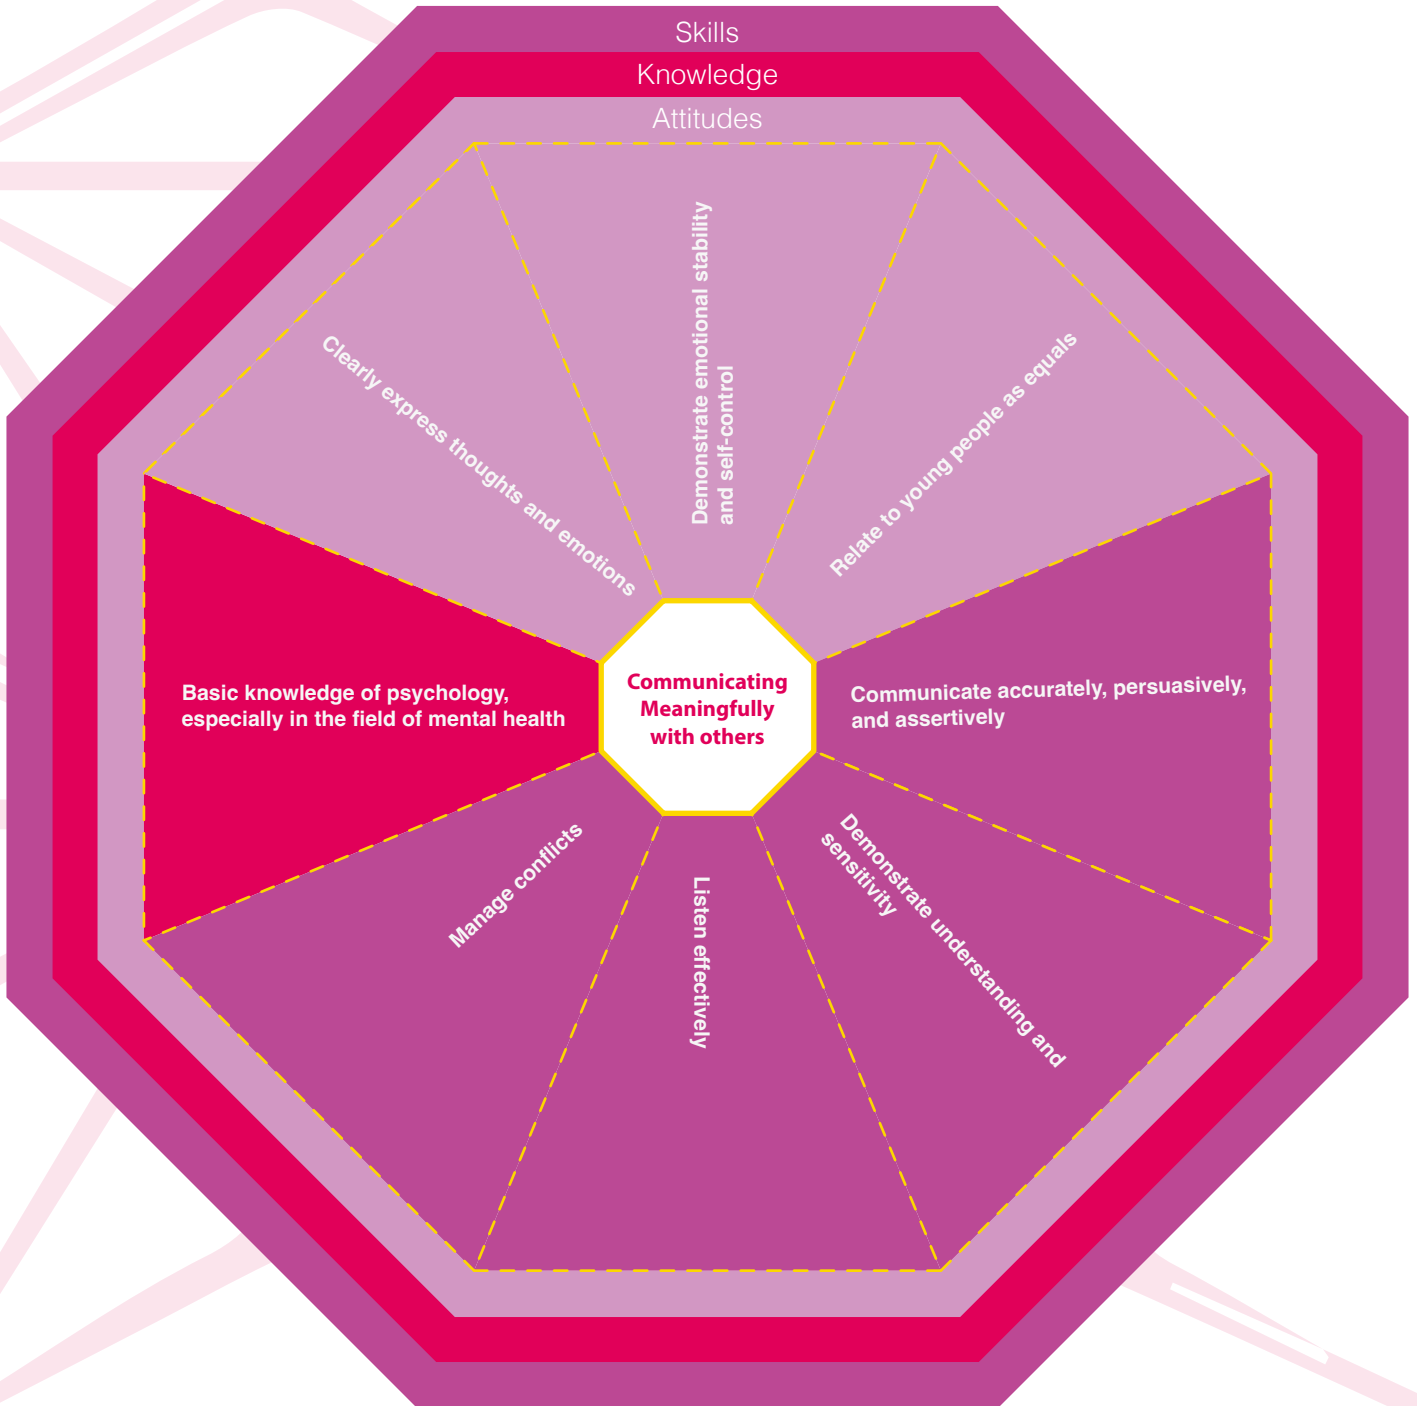 Skills
Knowledge
Attitudes
Clearly express thoughts and emotions
Demonstrate emotional stability
and self-control
Relate to young people as equals
Basic knowledge of psychology,
especially in the field of mental health
Communicating
Meaningfully
with others
Communicate accurately, persuasively,
and assertively
Manage conflicts
Listen effectively
Demonstrate understanding and
sensitivity